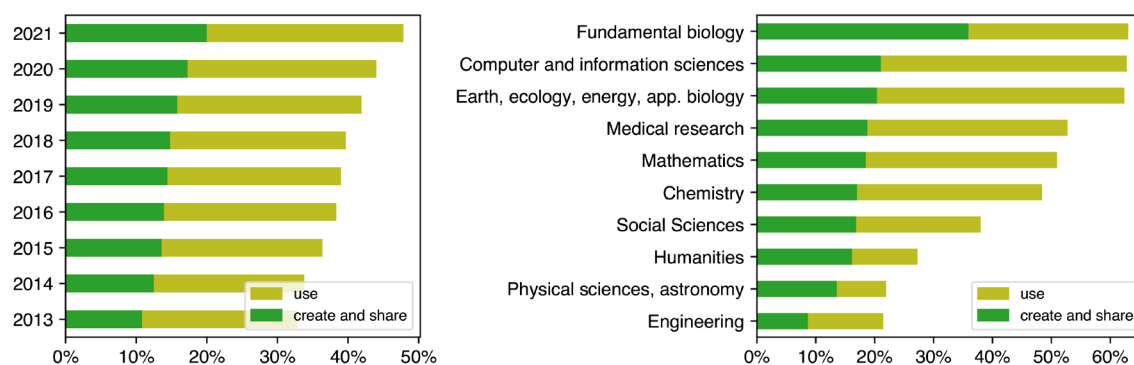 2021
2020
2019
2018
2017
2016
2015
2014
2013
use
create and share
0% 10% 20% 30% 40% 50%
Fundamental biology
Computer and information sciences
Earth, ecology, energy, app. biology
Medical research
Mathematics
Chemistry
Social Sciences
Humanities
Physical sciences, astronomy
Engineering
use
create and share
0% 10% 20% 30% 40% 50% 60%